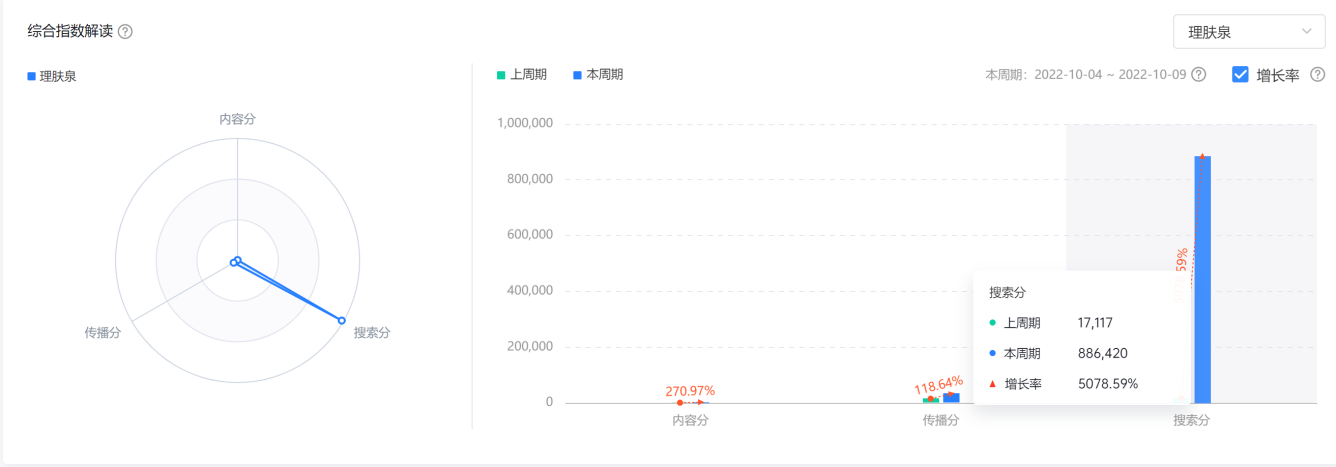 综合指数解读
理肤泉
理肤泉
内容分
传播分
搜索分
上周期
本周期
本周期：2022-10-04 ~ 2022-10-09
增长率
1,000,000
800,000
600,000
400,000
200,000
0
270.97%
118.64%
59%
搜索分
上周期 17,117
本周期 886,420
增长率 5078.59%
内容分
传播分
搜索分